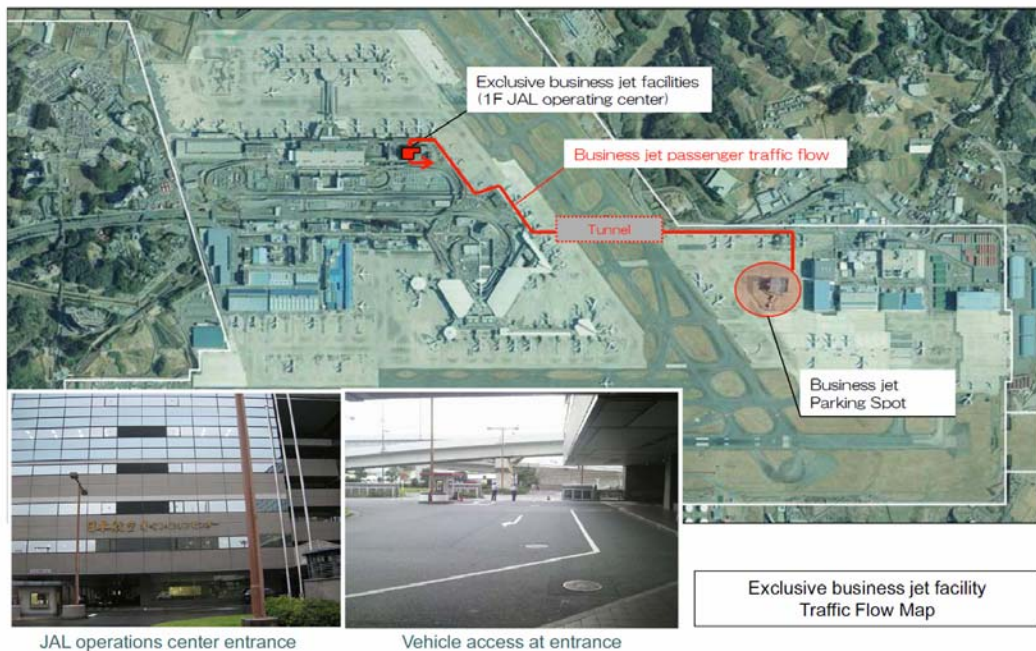 Exclusive business jet facilities
(1F JAL operating center)
Business jet passenger traffic flow
Tunnel
Business jet
Parking Spot
Exclusive business jet facility
Traffic Flow Map
JAL operations center entrance
Vehicle access at entrance